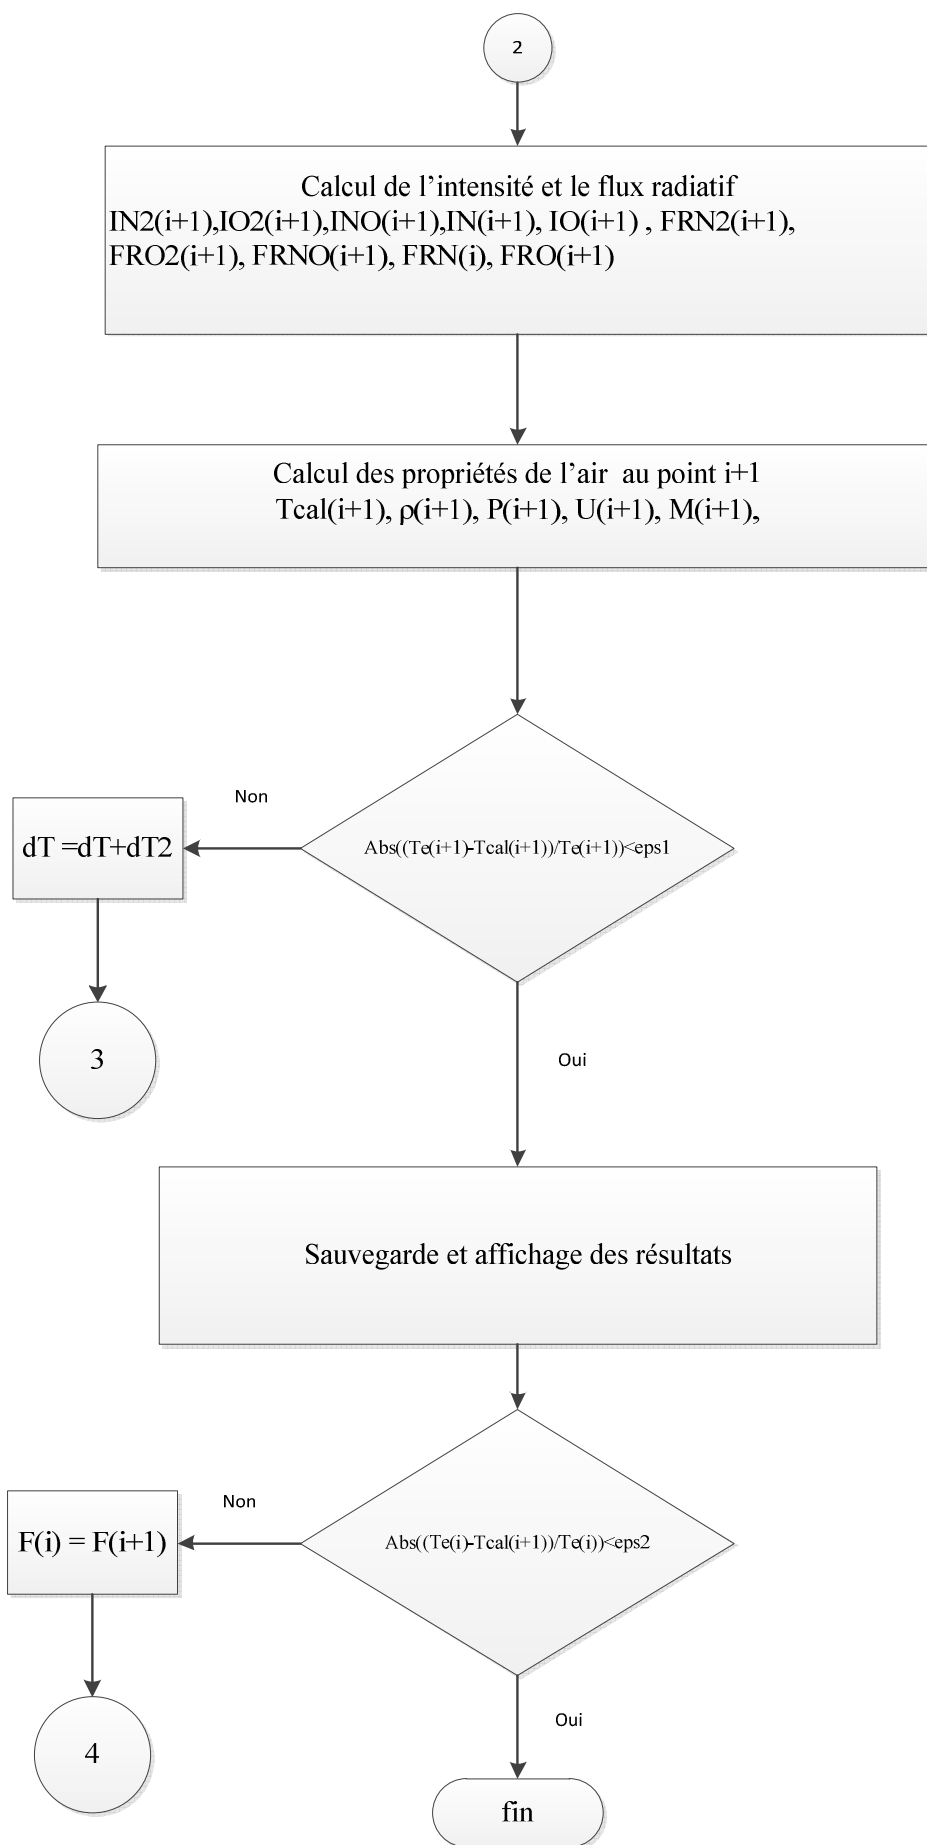 2
Calcul de l’intensité et le flux radiatif
IN2(i+1),IO2(i+1),INO(i+1),IN(i+1), IO(i+1) , FRN2(i+1),
FRO2(i+1), FRNO(i+1), FRN(i), FRO(i+1)
Calcul des propriétés de l’air au point i+1
Tcal(i+1), ρ(i+1), P(i+1), U(i+1), M(i+1),
Non
dT =dT+dT2
Abs((Te(i+1)-Tcal(i+1))/Te(i+1))<eps1
3
Oui
Sauvegarde et affichage des résultats
Non
F(i) = F(i+1)
Abs((Te(i)-Tcal(i+1))/Te(i))<eps2
4
Oui
fin